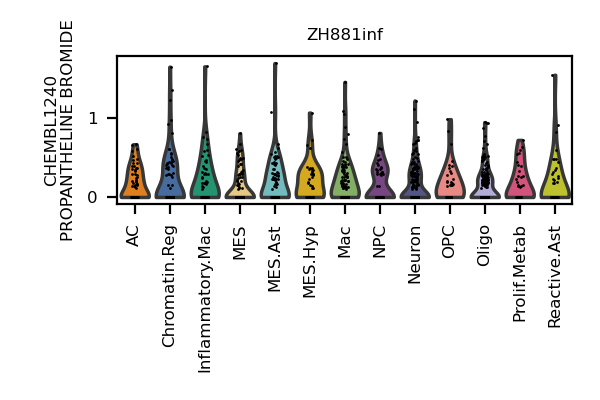 ZH881inf
CHEMBL1240
PROPANTHELINE BROMIDE
1
0
AC
Chromatin.Reg
Inflammatory.Mac
MES
MES.Ast
MES.Hyp
Mac
NPC
Neuron
OPC
Oligo
Prolif.Metab
Reactive.Ast